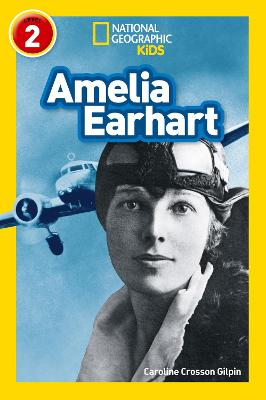 LEVEL
2
NATIONAL
GEOGRAPHIC
KiDS
Amelia
Earhart
Caroline Crosson Gilpin